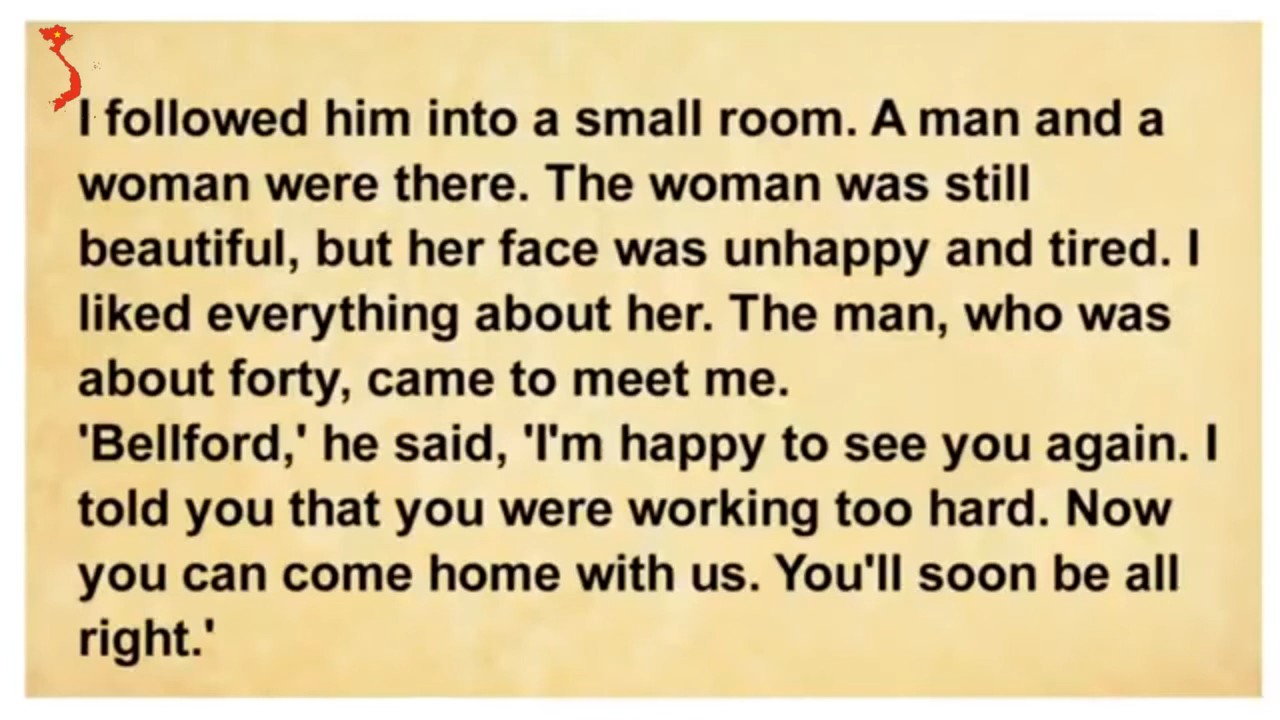 I followed him into a small room. A man and a
woman were there. The woman was still
beautiful, but her face was unhappy and tired. I
liked everything about her. The man, who was
about forty, came to meet me.
'Bellford,' he said, 'I'm happy to see you again. I
told you that you were working too hard. Now
you can come home with us. You'll soon be all
right.'